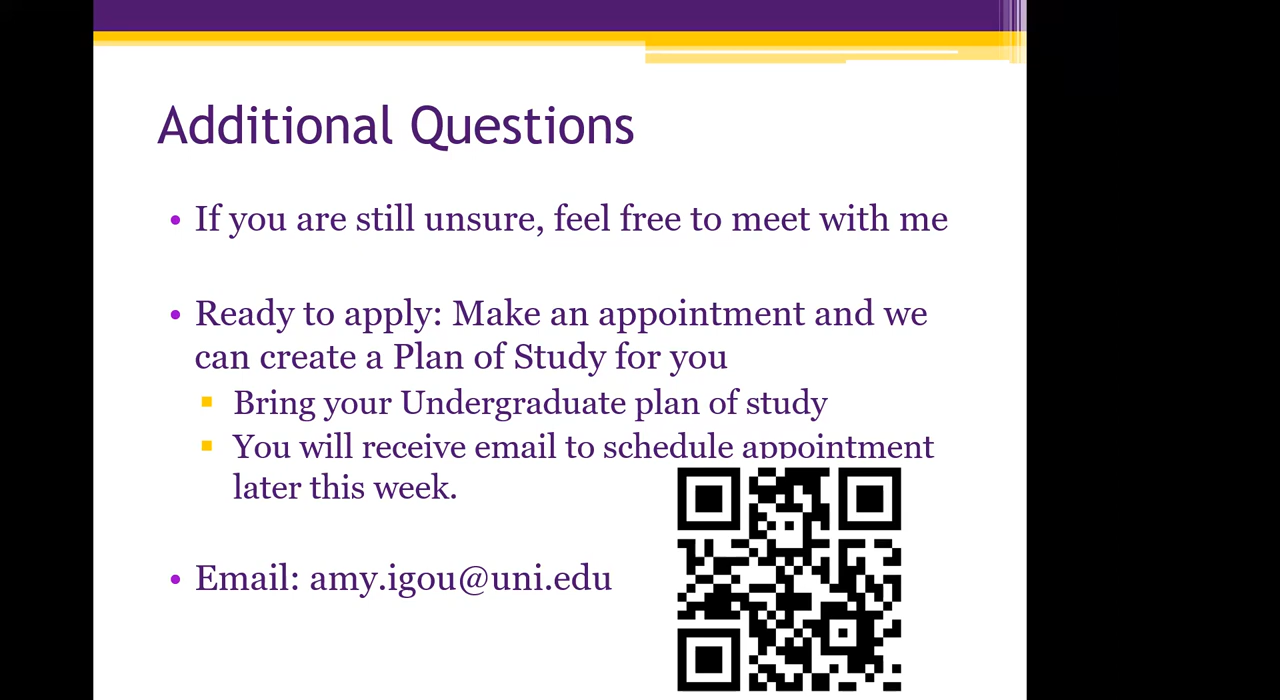 Additional Questions
• If you are still unsure, feel free to meet with me
• Ready to apply: Make an appointment and we
can create a Plan of Study for you
▪ Bring your Undergraduate plan of study
▪ You will receive email to schedule appointment
later this week.
• Email: amy.igou@uni.edu